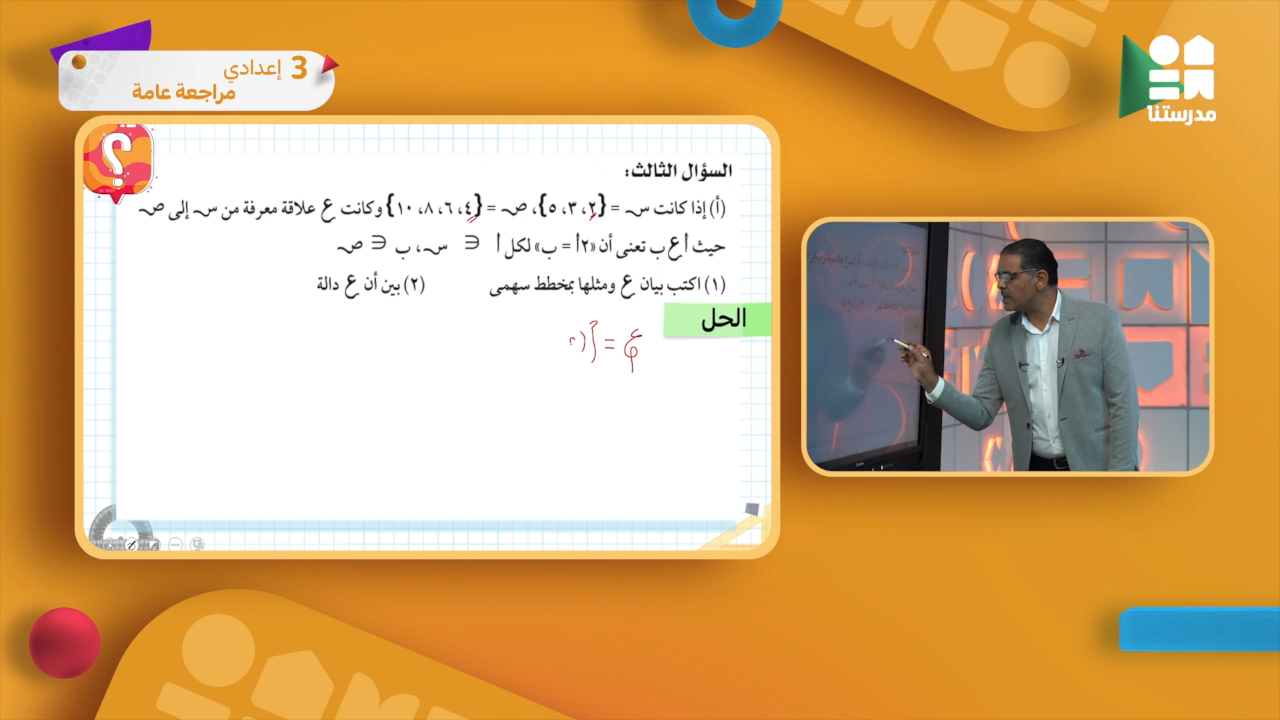 3 إعدادي
مراجعة عامة
مدرستنا
؟
السؤال الثالث:
(أ) إذا كانت س = {٢، ٣، ٥}، ص = {٤، ٦، ٨، ١٠} وكانت ع علاقة معرفة من س إلى ص
حيث أ ع ب تعنى أن «٢أ = ب» لكل أ ∈ س، ب ∈ ص
(١) اكتب بيان ع ومثلها بمخطط سهمى (٢) بين أن ع دالة
الحل
ع = {(٢